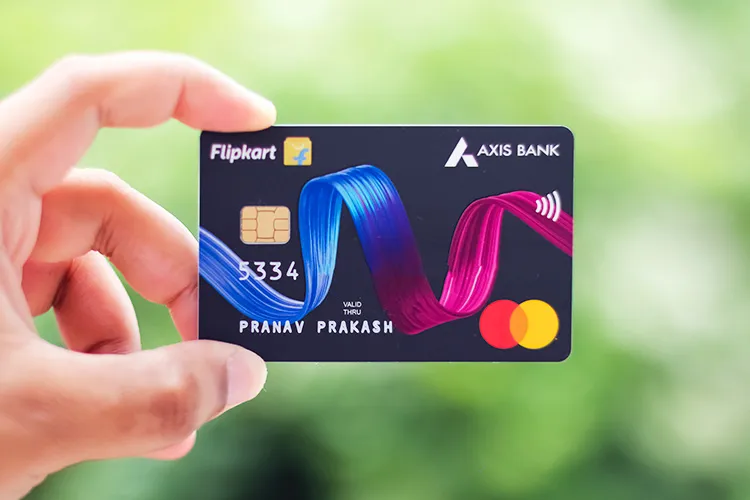 Flipkart f
AXIS BANK
5334
VALID
THRU
PRANAV PRAKASH